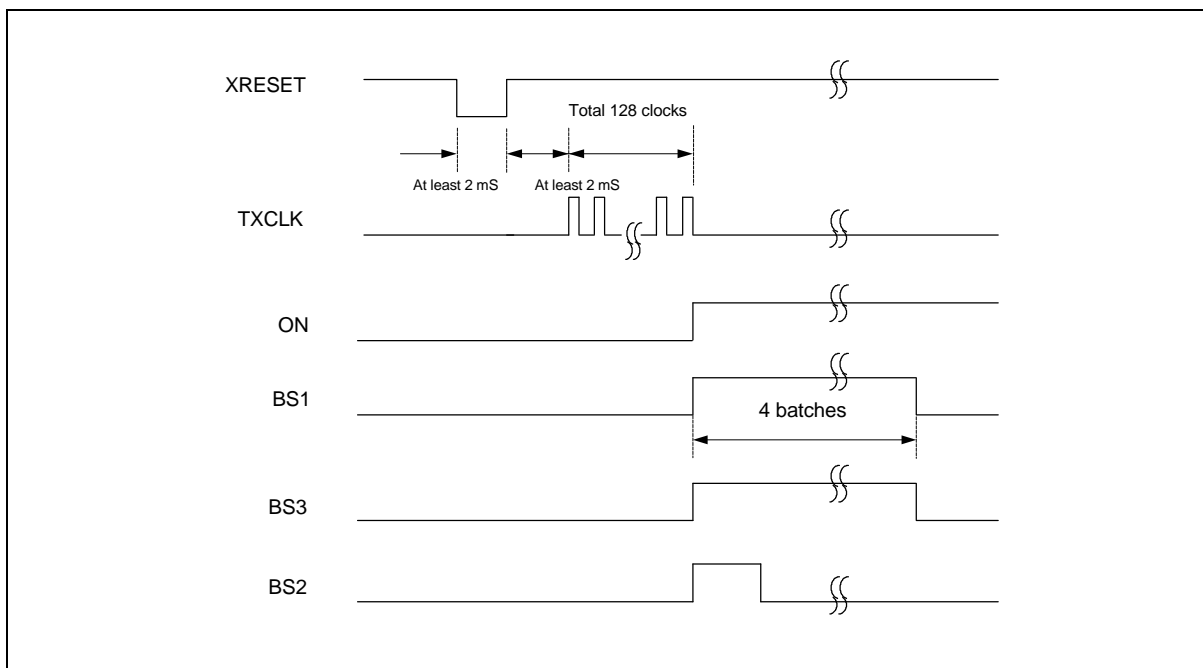 XRESET
Total 128 clocks
At least 2 mS
At least 2 mS
TXCLK
ON
BS1
4 batches
BS3
BS2